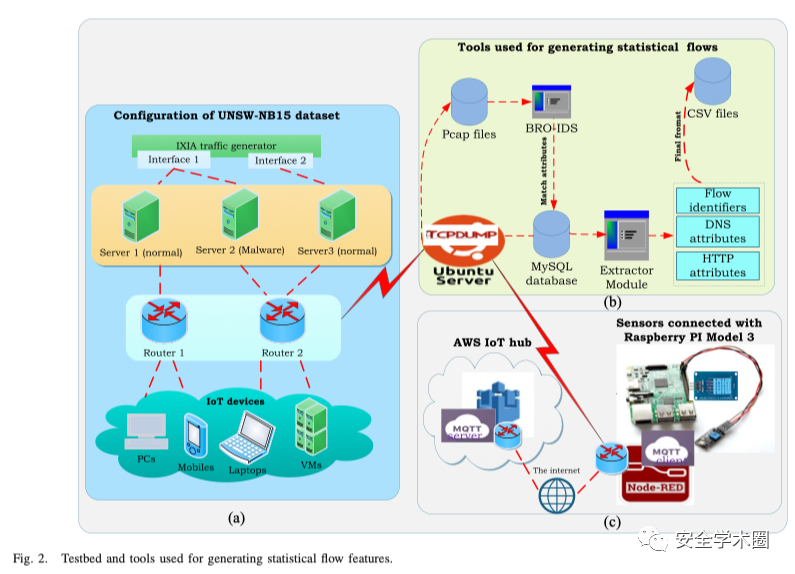 Configuration of UNSW-NB15 dataset
IXIA traffic generator
Interface 1
Interface 2
Server 1 (normal)
Server 2 (Malware)
Server3 (normal)
Router 1
Router 2
IoT devices
PCs
Mobiles
Laptops
VMs
(a)
Tools used for generating statistical flows
Pcap files
BRO-IDS
CSV files
Match attributes
Final fromat
Flow
identifiers
DNS
attributes
HTTP
attributes
TCPDUMP
Ubuntu
Server
MySQL
database
Extractor
Module
(b)
AWS IoT hub
MQTT
server
The internet
Sensors connected with
Raspberry PI Model 3
MQTT
client
Node-RED
(c)
安全学术圈
Fig. 2. Testbed and tools used for generating statistical flow features.